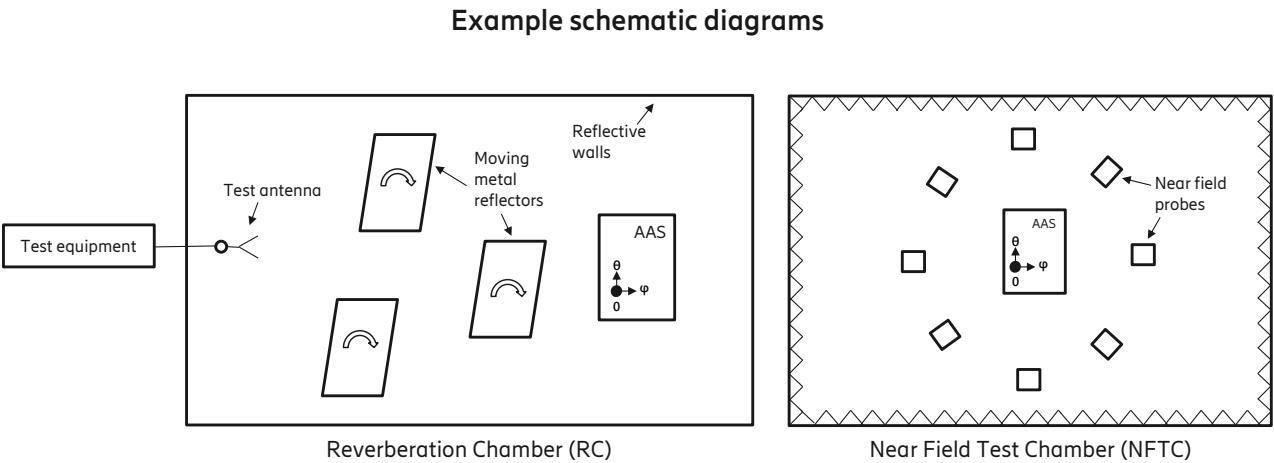 Example schematic diagrams
Reflective
walls
Moving
metal
reflectors
Test antenna
Test equipment
AAS
θ
φ
0
Near field
probes
AAS
θ
φ
0
Reverberation Chamber (RC)
Near Field Test Chamber (NFTC)